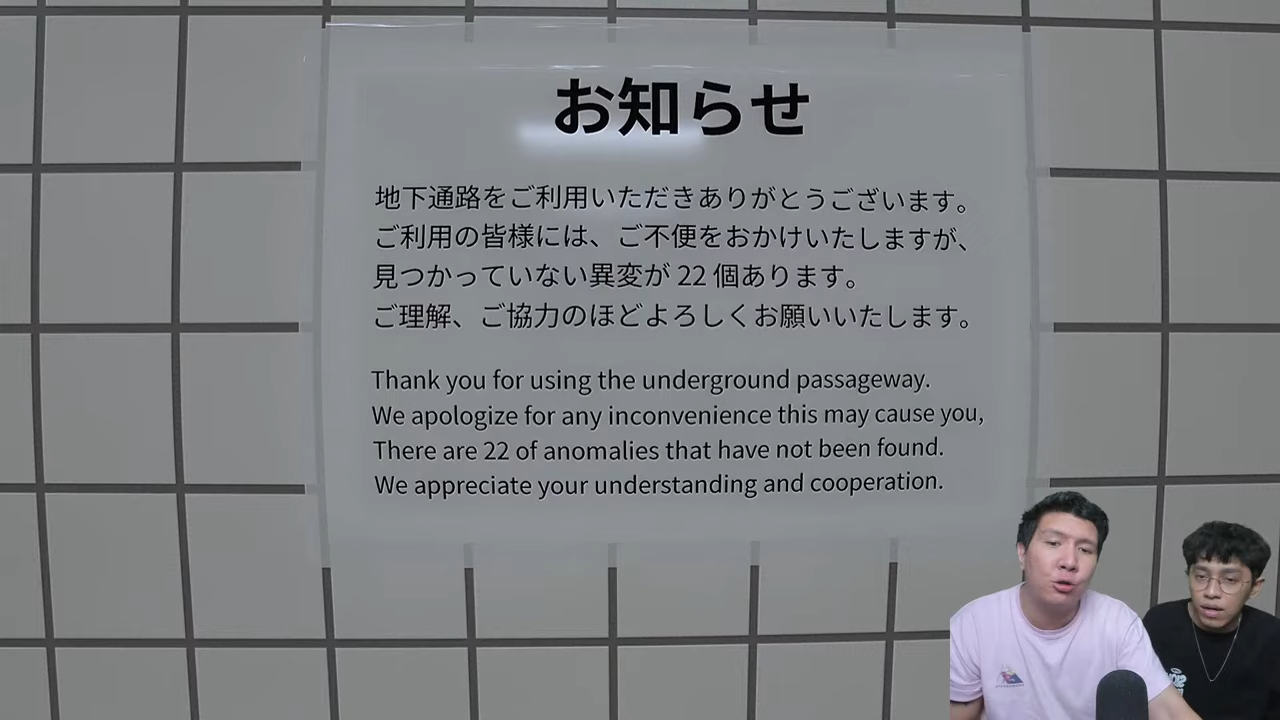 お知らせ
地下通路をご利用いただきありがとうございます。
ご利用の皆様には、ご不便をおかけいたしますが、
見つかっていない異変が 22 個あります。
ご理解、ご協力のほどよろしくお願いいたします。
Thank you for using the underground passageway.
We apologize for any inconvenience this may cause you,
There are 22 of anomalies that have not been found.
We appreciate your understanding and cooperation.